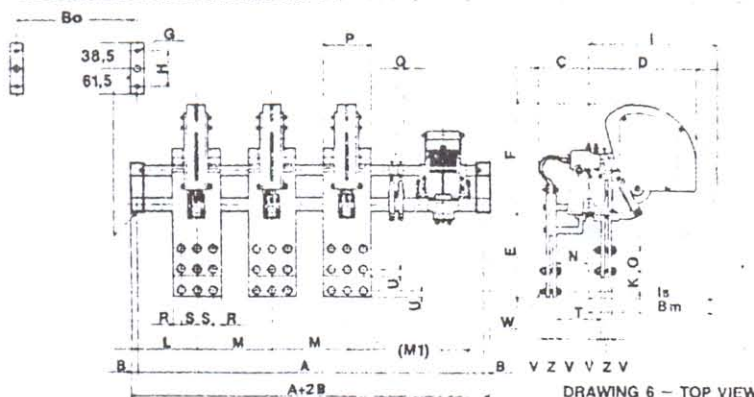 Bo
G
P
I
38,5
H
Q
C
D
61,5
F
E
N
U
K
O
U
Is
Bm
R S S R
W
T
L
M
M
(M1)
B
A
B
V Z V V Z V
A+2B
DRAWING 6 – TOP VIEW